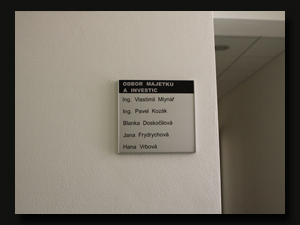 ODBOR MAJETKU
A INVESTIC
Ing. Vlastimil Mlynář
Ing. Pavel Kozák
Blanka Doskočilová
Jana Frydrychová
Hana Vrbová